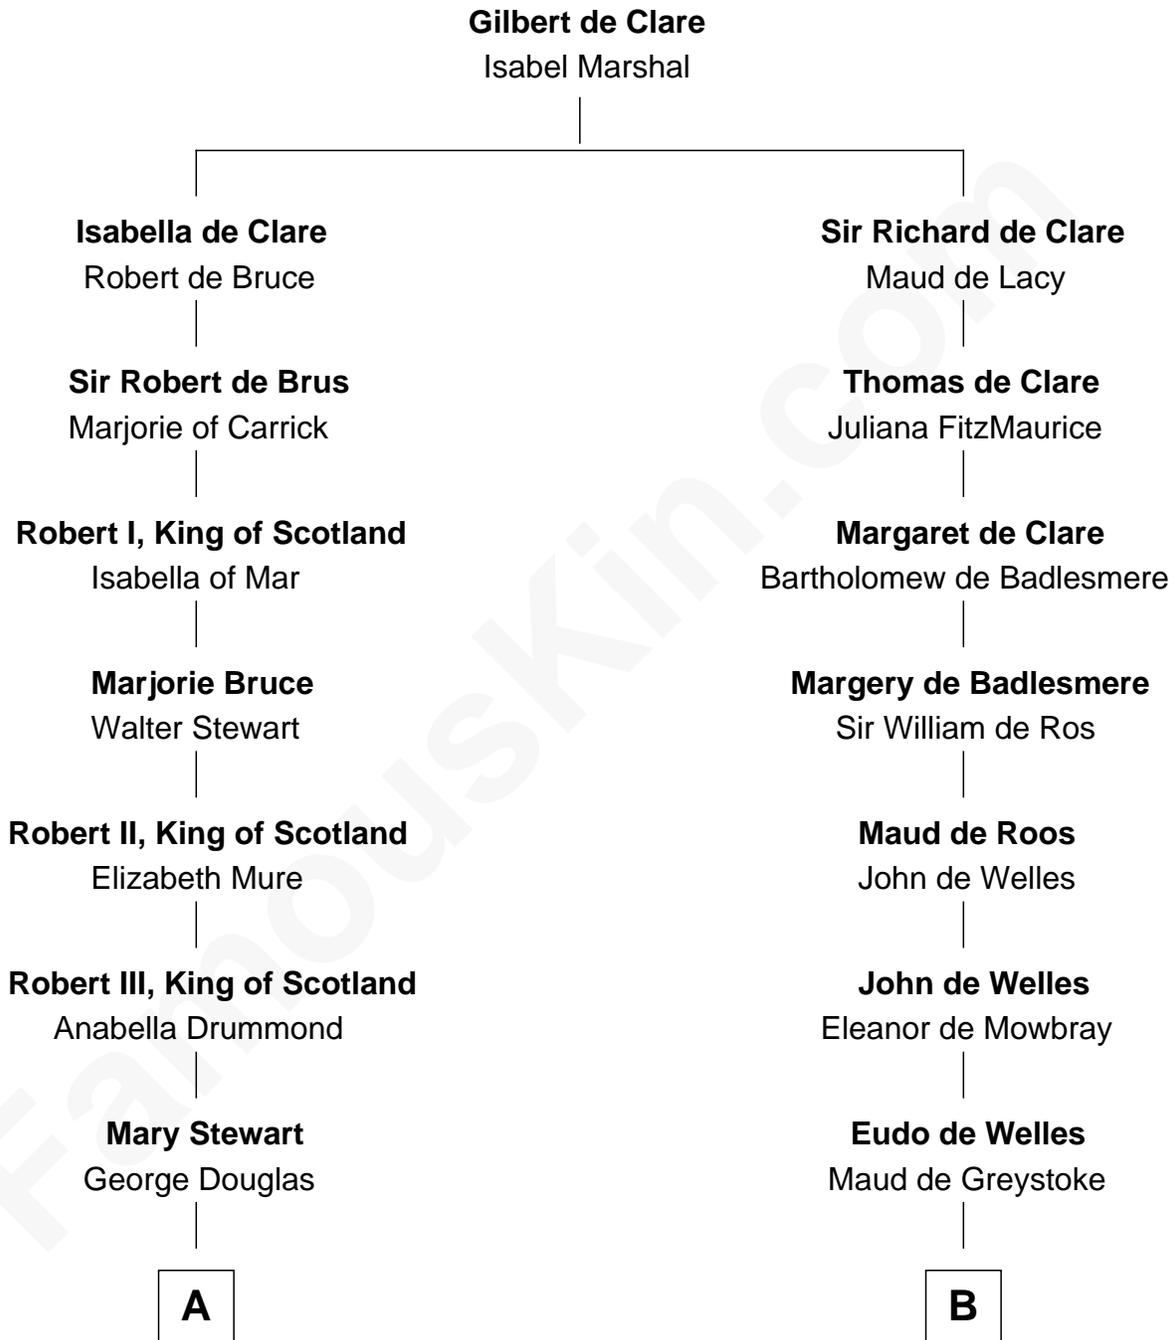 Gilbert de Clare
Isabel Marshal
Isabella de Clare
Robert de Bruce
Sir Richard de Clare
Maud de Lacy
Sir Robert de Brus
Marjorie of Carrick
Thomas de Clare
Juliana FitzMaurice
Robert I, King of Scotland
Isabella of Mar
Margaret de Clare
Bartholomew de Badlesmere
Marjorie Bruce
Walter Stewart
Margery de Badlesmere
Sir William de Ros
Robert II, King of Scotland
Elizabeth Mure
Maud de Roos
John de Welles
Robert III, King of Scotland
Anabella Drummond
John de Welles
Eleanor de Mowbray
Mary Stewart
George Douglas
Eudo de Welles
Maud de Greystoke
A
B
FamousKin.com